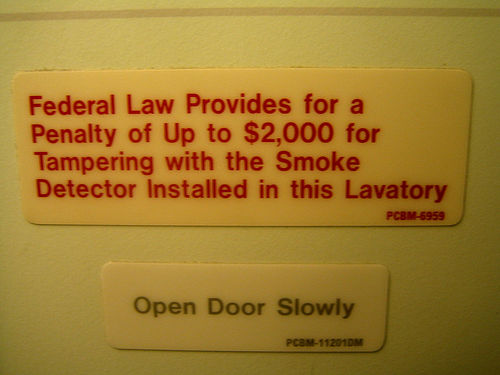 Federal Law Provides for a
Penalty of Up to $2,000 for
Tampering with the Smoke
Detector Installed in this Lavatory
PCBM-6959
Open Door Slowly
PCBM-11201DM